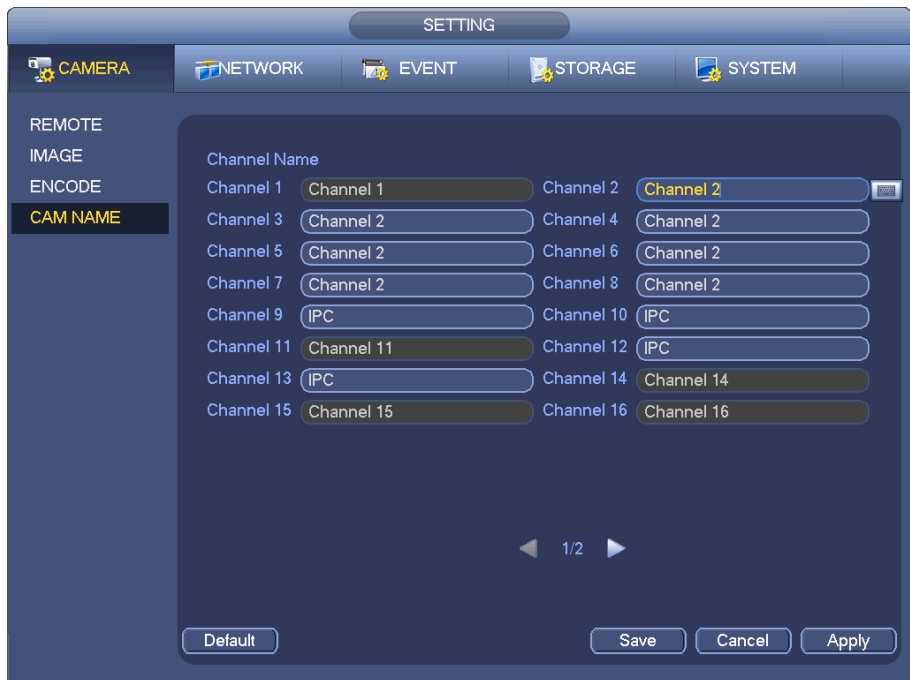 SETTING
CAMERA NETWORK EVENT STORAGE SYSTEM
REMOTE
IMAGE
ENCODE
CAM NAME
Channel Name
Channel 1 Channel 1 Channel 2 Channel 2
Channel 3 Channel 2 Channel 4 Channel 2
Channel 5 Channel 2 Channel 6 Channel 2
Channel 7 Channel 2 Channel 8 Channel 2
Channel 9 IPC Channel 10 IPC
Channel 11 Channel 11 Channel 12 IPC
Channel 13 IPC Channel 14 Channel 14
Channel 15 Channel 15 Channel 16 Channel 16
1/2
Default Save Cancel Apply